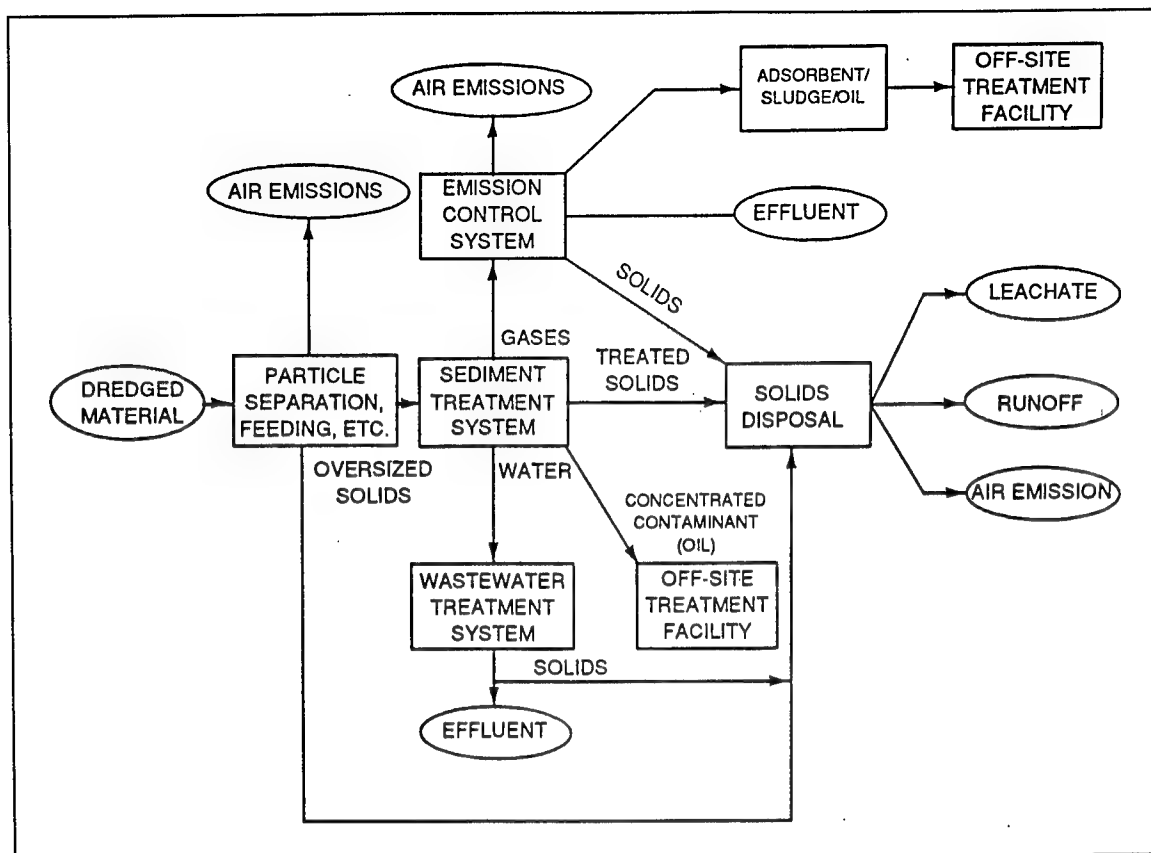 AIR EMISSIONS
ADSORBENT/
SLUDGE/OIL
OFF-SITE
TREATMENT
FACILITY
AIR EMISSIONS
EMISSION
CONTROL
SYSTEM
EFFLUENT
SOLIDS
LEACHATE
GASES
TREATED
SOLIDS
DREDGED
MATERIAL
PARTICLE
SEPARATION,
FEEDING, ETC.
SEDIMENT
TREATMENT
SYSTEM
SOLIDS
DISPOSAL
RUNOFF
OVERSIZED
SOLIDS
WATER
AIR EMISSION
CONCENTRATED
CONTAMINANT
(OIL)
WASTEWATER
TREATMENT
SYSTEM
OFF-SITE
TREATMENT
FACILITY
SOLIDS
EFFLUENT